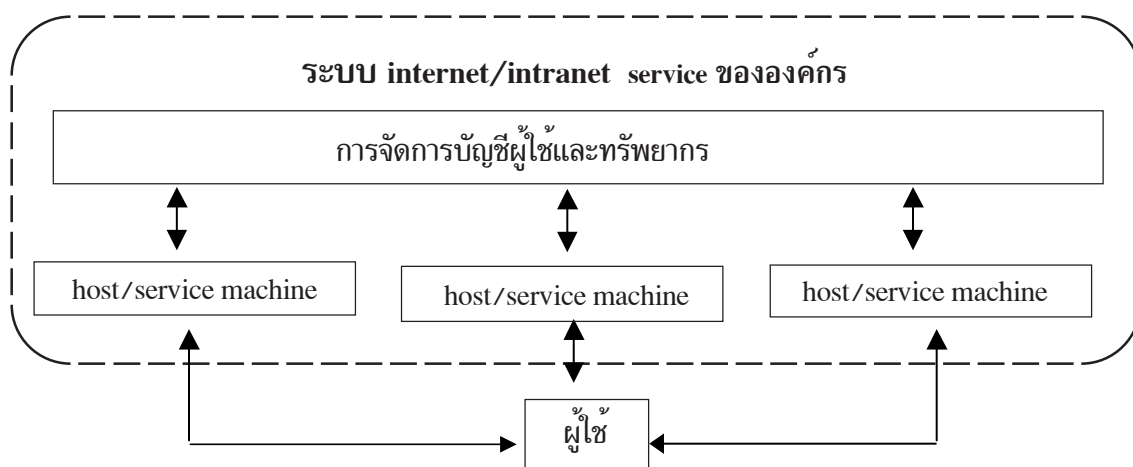 ระบบ internet/intranet service ขององค์กร
การจัดการบัญชีผู้ใช้และทรัพยากร
host/service machine
host/service machine
host/service machine
ผู้ใช้